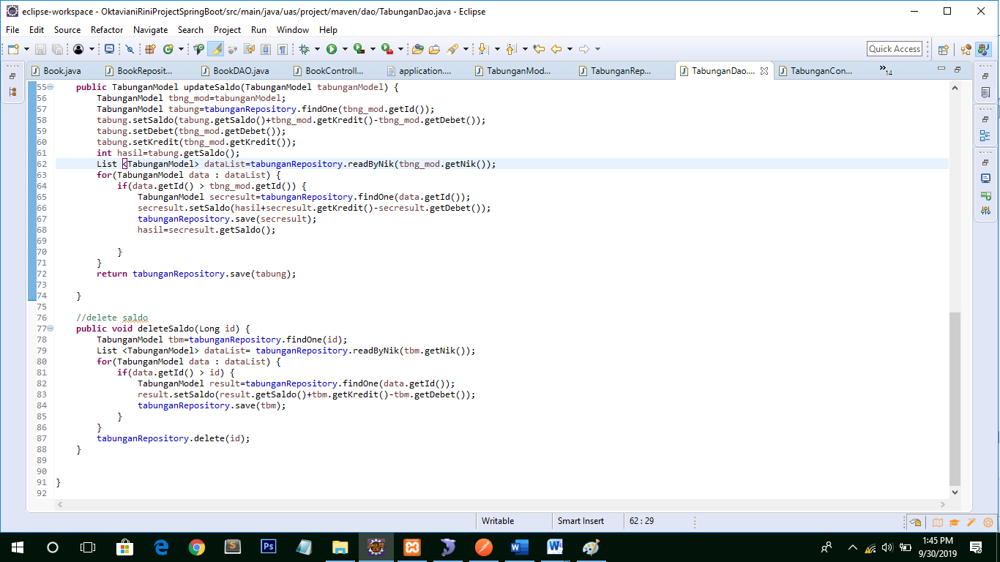 eclipse-workspace - OktavianiRiniProjectSpringBoot/src/main/java/uas/project/maven/dao/TabunganDao.java - Eclipse
File Edit Source Refactor Navigate Search Project Run Window Help
Quick Access
Book.java BookReposit... BookDAO.java BookControll... application.... TabunganMod... TabunganRep... TabunganDao.... TabunganCon... »14
55 public TabunganModel updateSaldo(TabunganModel tabunganModel) {
56 TabunganModel tbng_mod=tabunganModel;
57 TabunganModel tabung=tabunganRepository.findOne(tbng_mod.getId());
58 tabung.setSaldo(tabung.getSaldo()+tbng_mod.getKredit()-tbng_mod.getDebet());
59 tabung.setDebet(tbng_mod.getDebet());
60 tabung.setKredit(tbng_mod.getKredit());
61 int hasil=tabung.getSaldo();
62 List <TabunganModel> dataList=tabunganRepository.readByNik(tbng_mod.getNik());
63 for(TabunganModel data : dataList) {
64 if(data.getId() > tbng_mod.getId()) {
65 TabunganModel secresult=tabunganRepository.findOne(data.getId());
66 secresult.setSaldo(hasil+secresult.getKredit()-secresult.getDebet());
67 tabunganRepository.save(secresult);
68 hasil=secresult.getSaldo();
69
70 }
71 }
72 return tabunganRepository.save(tabung);
73
74 }
75
76 //delete saldo
77 public void deleteSaldo(Long id) {
78 TabunganModel tbm=tabunganRepository.findOne(id);
79 List <TabunganModel> dataList= tabunganRepository.readByNik(tbm.getNik());
80 for(TabunganModel data : dataList) {
81 if(data.getId() > id) {
82 TabunganModel result=tabunganRepository.findOne(data.getId());
83 result.setSaldo(result.getSaldo()+tbm.getKredit()-tbm.getDebet());
84 tabunganRepository.save(tbm);
85 }
86 }
87 tabunganRepository.delete(id);
88 }
89
90
91 }
92
Writable Smart Insert 62 : 29
Ps
1:45 PM
9/30/2019